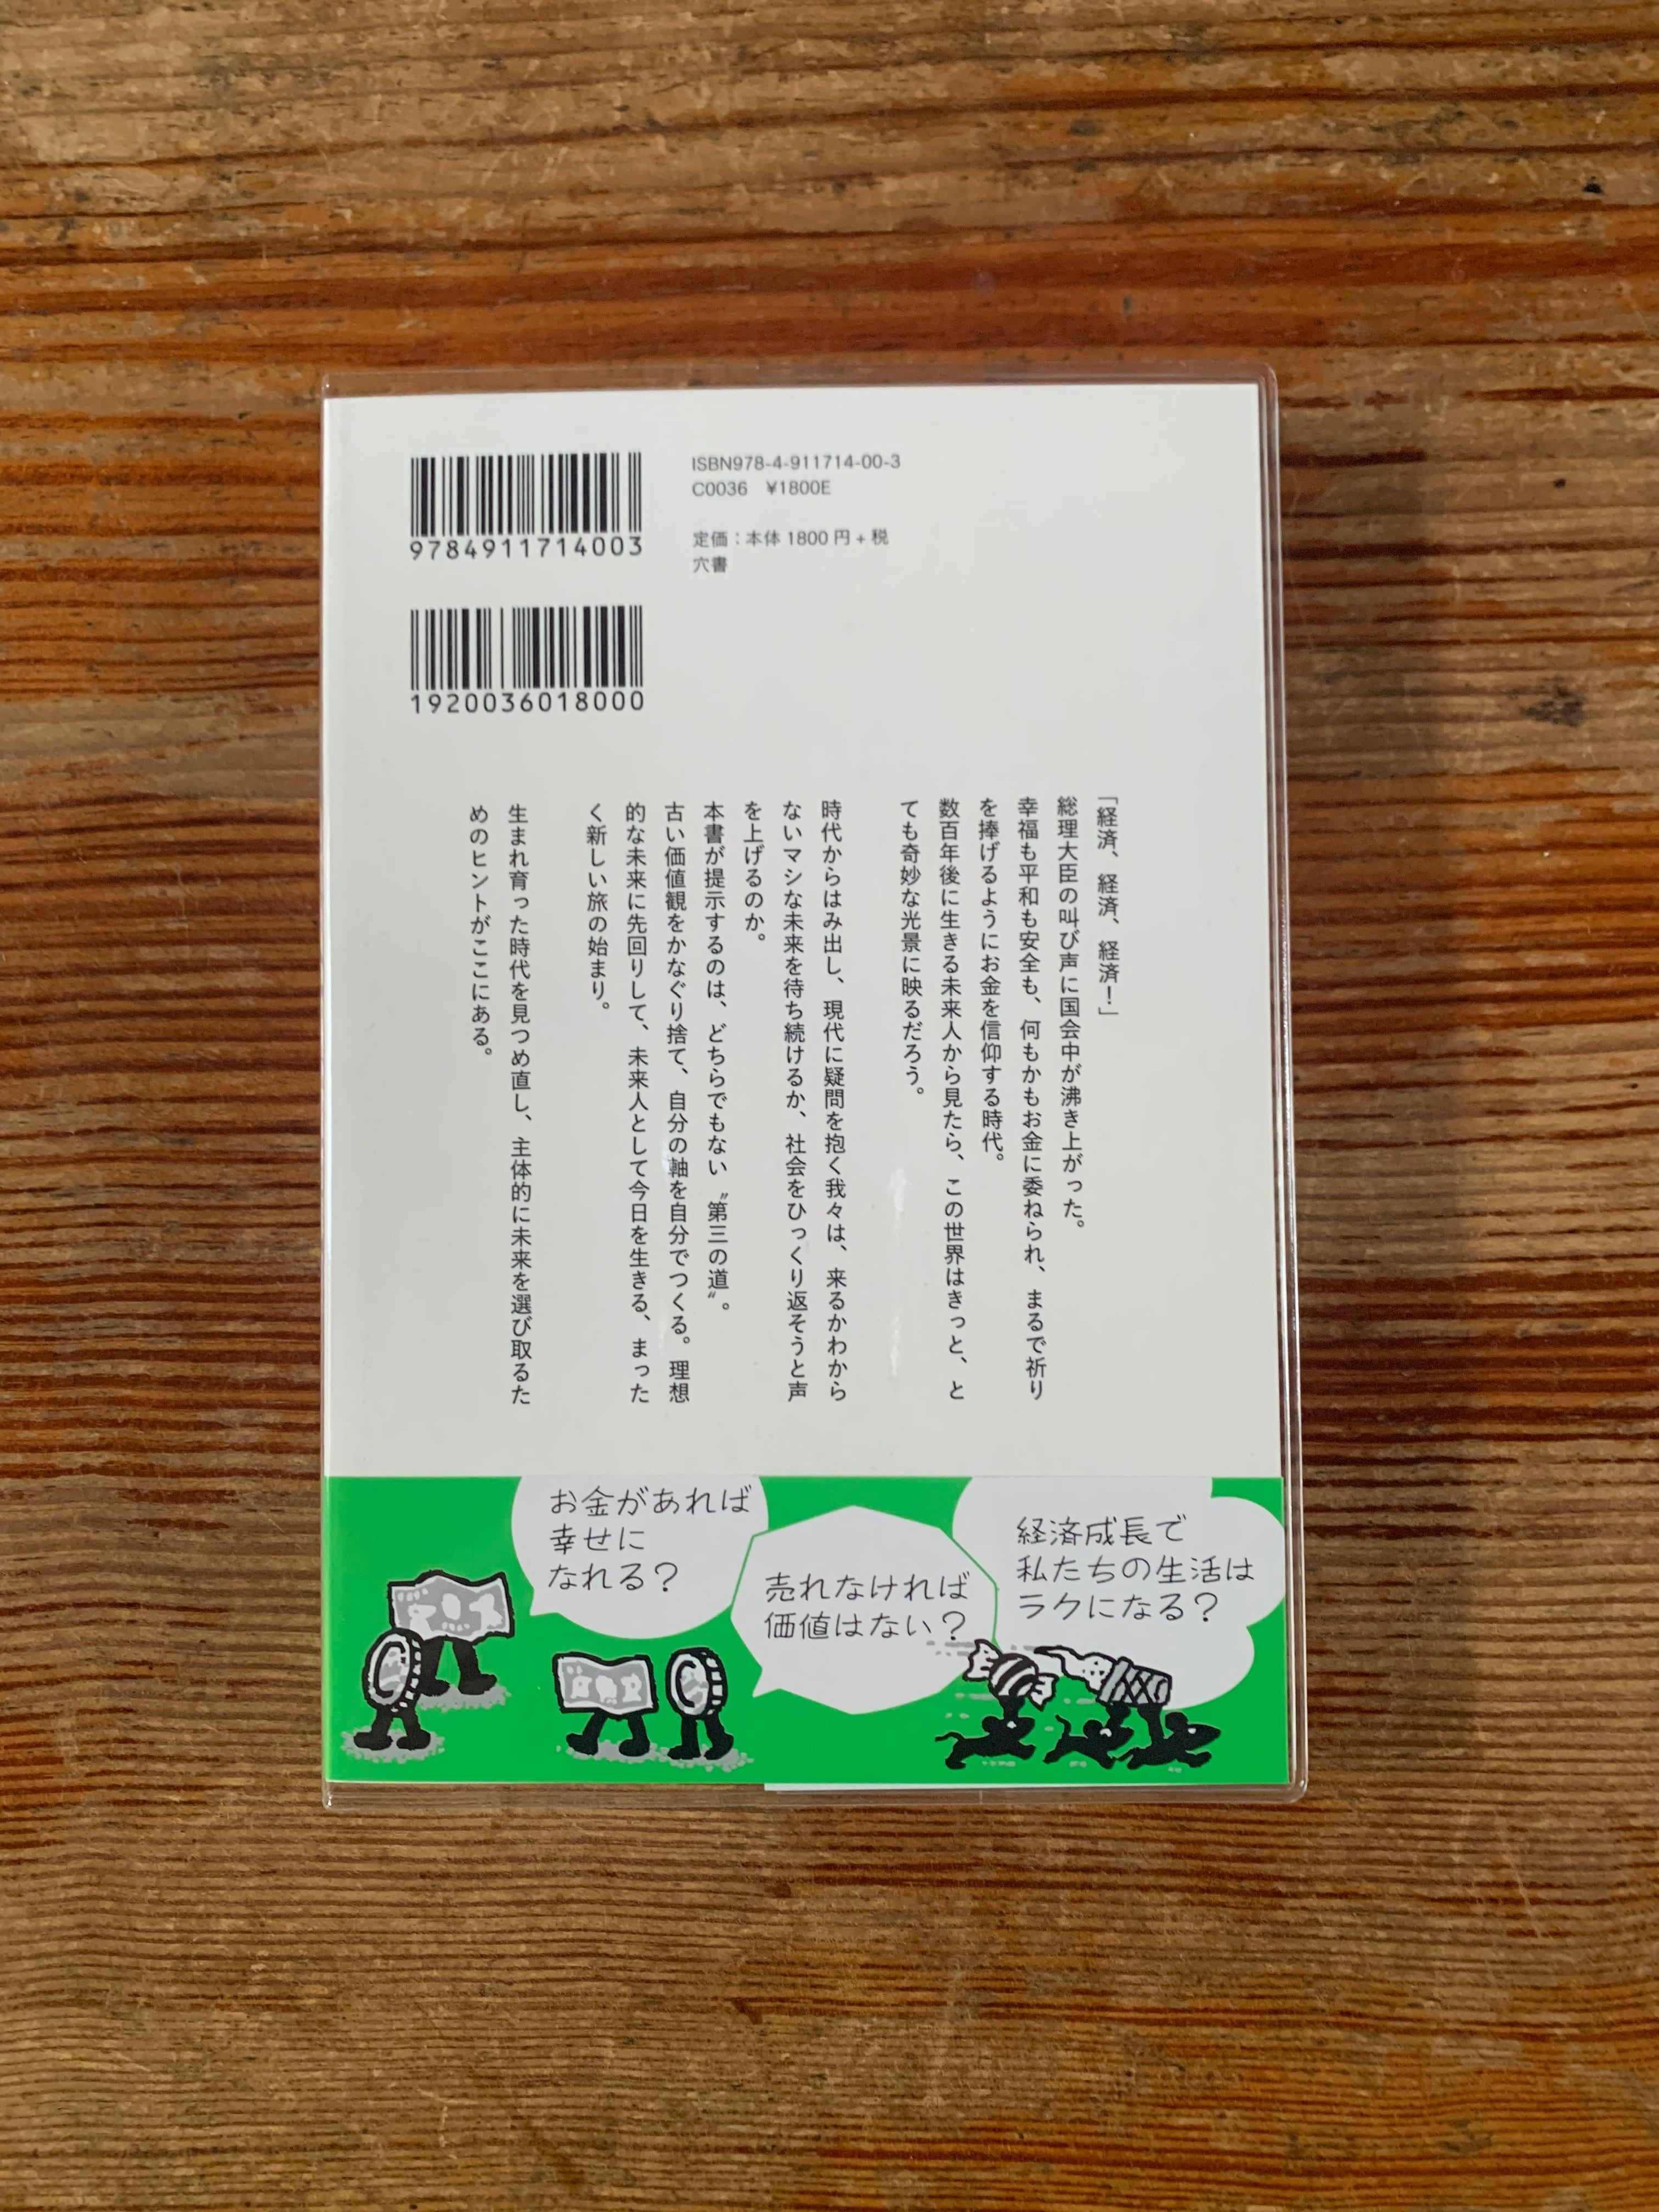 9784911714003
ISBN978-4-911714-00-3
C0036 ¥1800E
定価：本体1800円+税
穴書
1920036018000
「経済、経済、経済！」
総理大臣の叫び声に国会中が沸き上がった。
幸福も平和も安全も、何もかもお金に委ねられ、まるで祈り
を捧げるようにお金を信仰する時代。
数百年後に生きる未来人から見たら、この世界はきっと、と
ても奇妙な光景に映るだろう。
時代からはみ出し、現代に疑問を抱く我々は、来るかわから
ないマシな未来を待ち続けるか、社会をひっくり返そうと声
を上げるのか。
本書が提示するのは、どちらでもない〝第三の道〟。
古い価値観をかなぐり捨て、自分の軸を自分でつくる。理想
的な未来に先回りして、未来人として今日を生きる、まった
く新しい旅の始まり。
生まれ育った時代を見つめ直し、主体的に未来を選び取るた
めのヒントがここにある。
お金があれば
幸せに
なれる？
売れなければ
価値はない？
経済成長で
私たちの生活は
ラクになる？